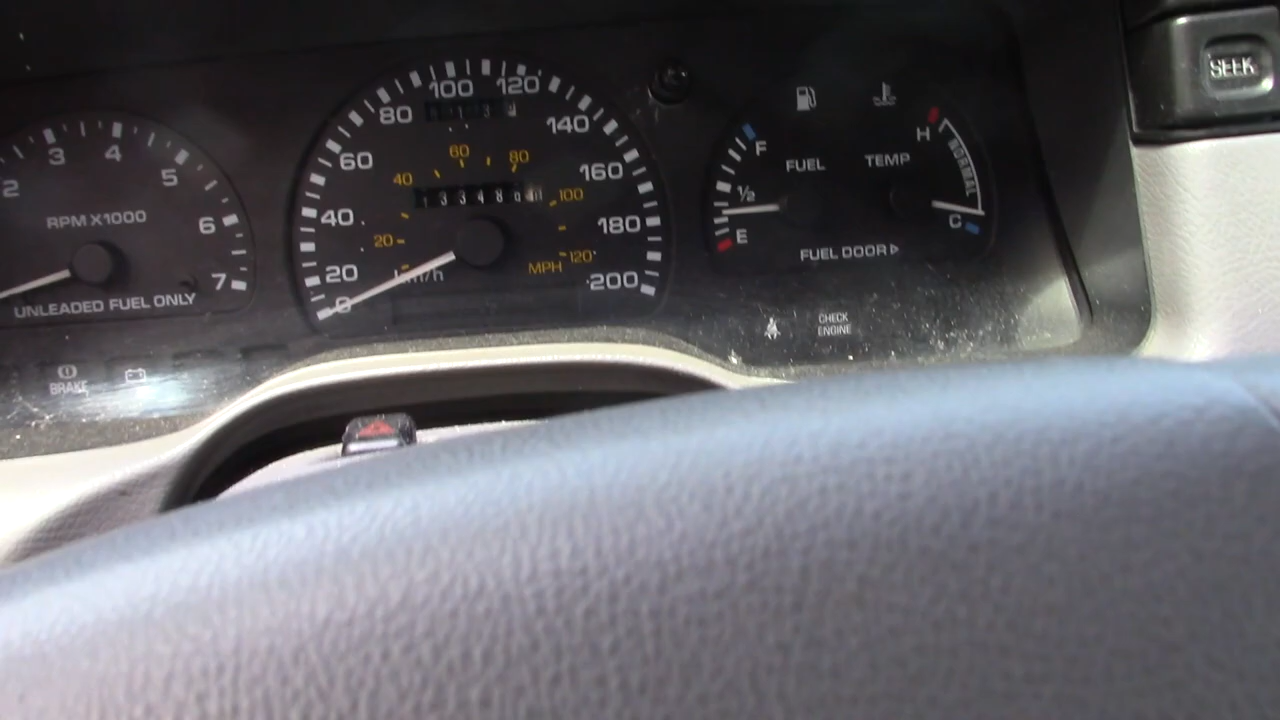 2 3 4 5 6 7
RPM X1000
UNLEADED FUEL ONLY
BRAKE
0 20 40 60 80 100 120 140 160 180 200
20 40 60 80 100 120
km/h
MPH
13348
F
1/2
E
FUEL
TEMP
H
NORMAL
C
FUEL DOOR
CHECK
ENGINE
SEEK